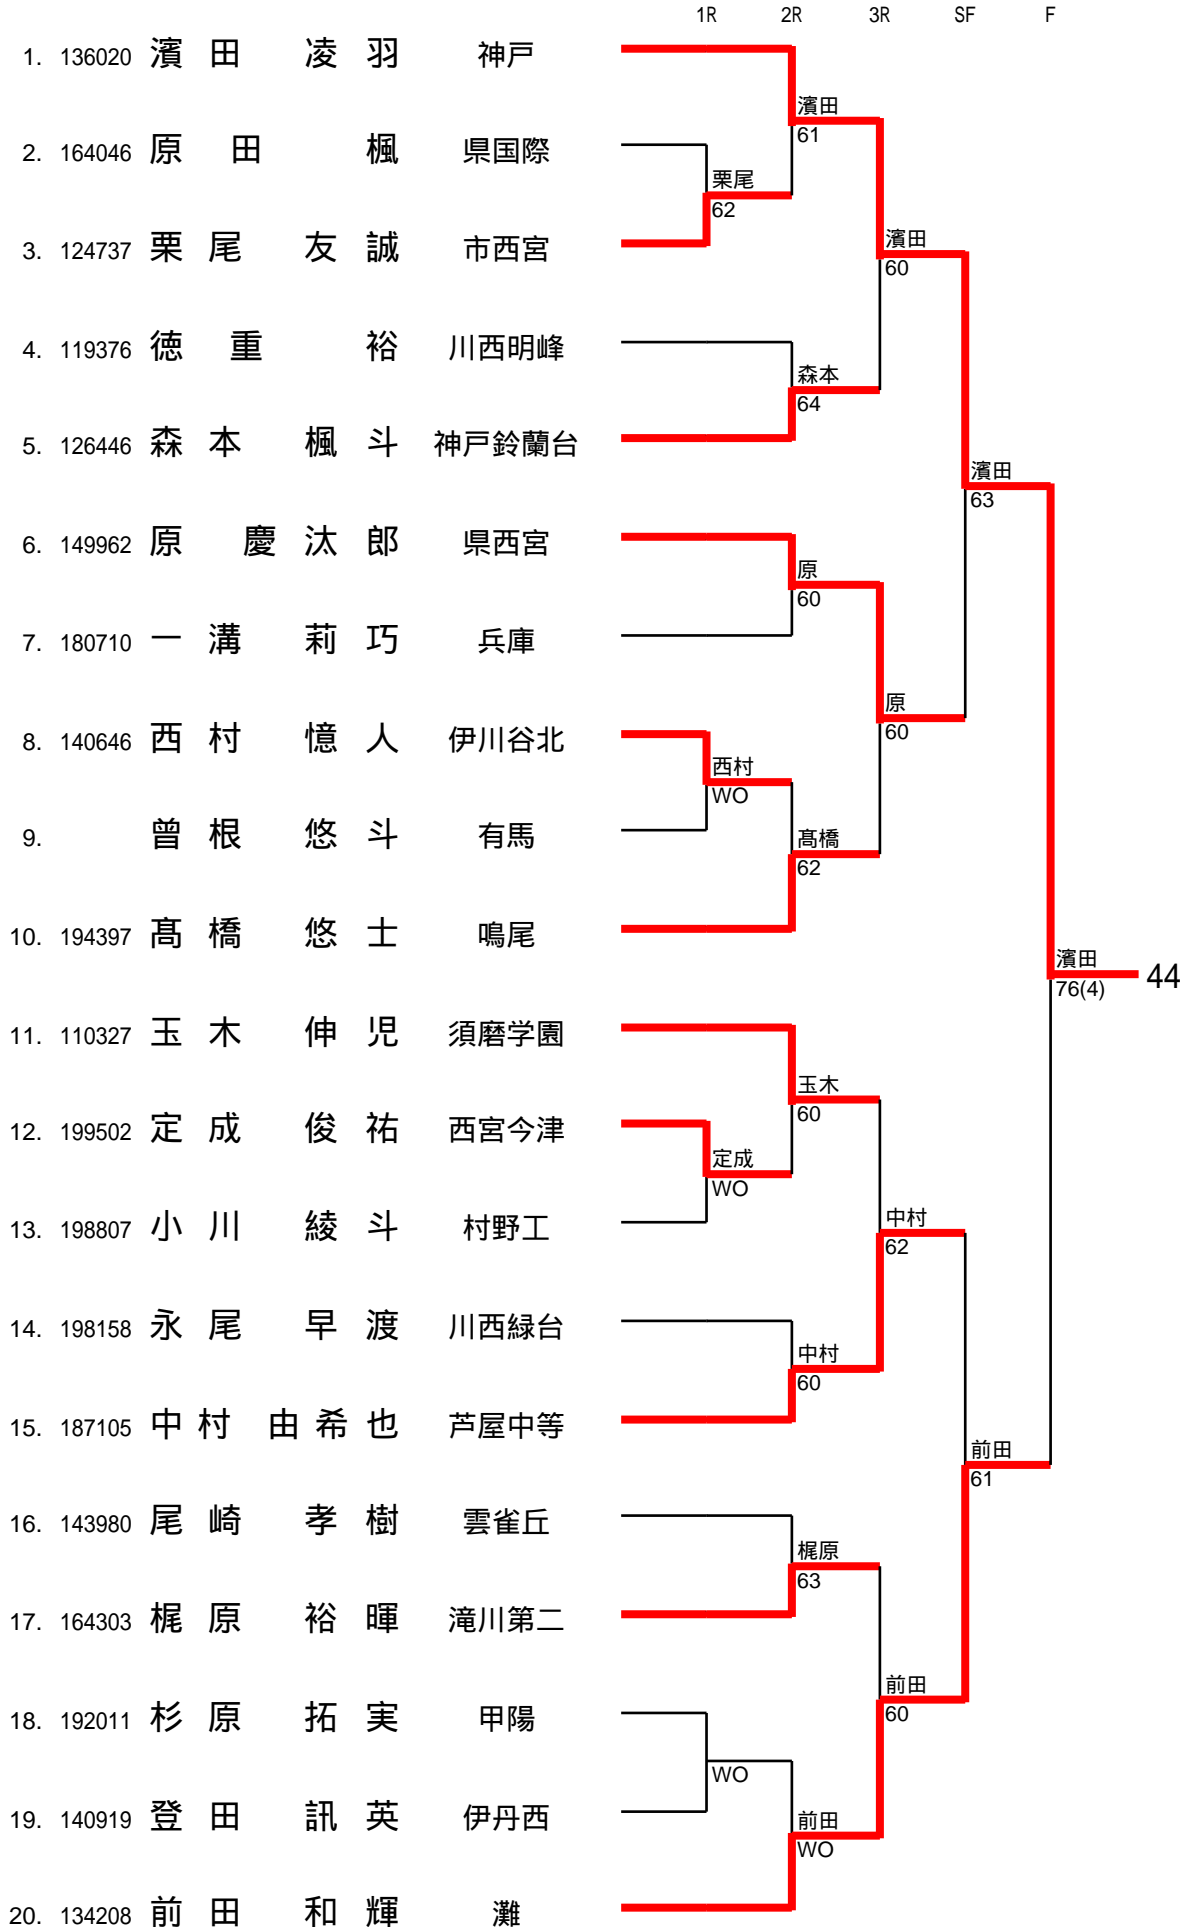 1R 2R 3R SF F
1. 136020 濱田 凌羽 神戸
濱田
61
2. 164046 原田 楓 県国際
栗尾
62
3. 124737 栗尾 友誠 市西宮
濱田
60
4. 119376 徳重 裕 川西明峰
森本
64
5. 126446 森本 楓斗 神戸鈴蘭台
濱田
63
6. 149962 原 慶汰郎 県西宮
原
60
7. 180710 一溝 莉巧 兵庫
原
60
8. 140646 西村 憶人 伊川谷北
西村
WO
9. 曽根 悠斗 有馬
髙橋
62
10. 194397 髙橋 悠士 鳴尾
濱田
76(4)
44
11. 110327 玉木 伸児 須磨学園
玉木
60
12. 199502 定成 俊祐 西宮今津
定成
WO
13. 198807 小川 綾斗 村野工
中村
62
14. 198158 永尾 早渡 川西緑台
中村
60
15. 187105 中村 由希也 芦屋中等
前田
61
16. 143980 尾崎 孝樹 雲雀丘
梶原
63
17. 164303 梶原 裕暉 滝川第二
前田
60
18. 192011 杉原 拓実 甲陽
WO
19. 140919 登田 訊英 伊丹西
前田
WO
20. 134208 前田 和輝 灘